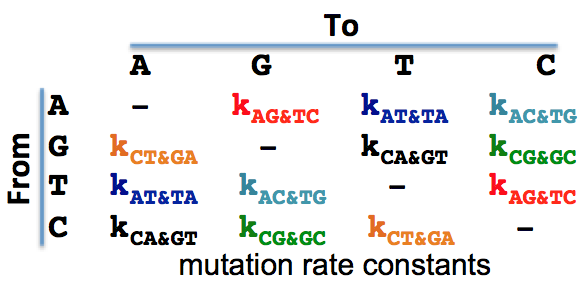 To
A G T C
From
A – kAG&TC kAT&TA kAC&TG
G kCT&GA – kCA&GT kCG&GC
T kAT&TA kAC&TG – kAG&TC
C kCA&GT kCG&GC kCT&GA –
mutation rate constants